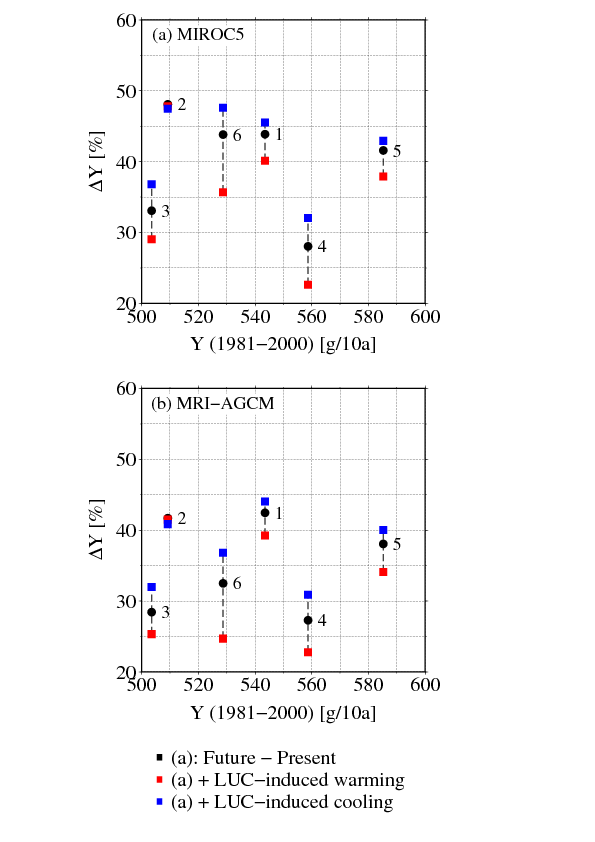 60
(a) MIROC5
50
2
6
1
5
40
3
30
4
20
ΔY [%]
500 520 540 560 580 600
Y (1981−2000) [g/10a]
60
(b) MRI−AGCM
50
2
1
40
5
6
3
30
4
20
ΔY [%]
500 520 540 560 580 600
Y (1981−2000) [g/10a]
(a): Future − Present
(a) + LUC−induced warming
(a) + LUC−induced cooling